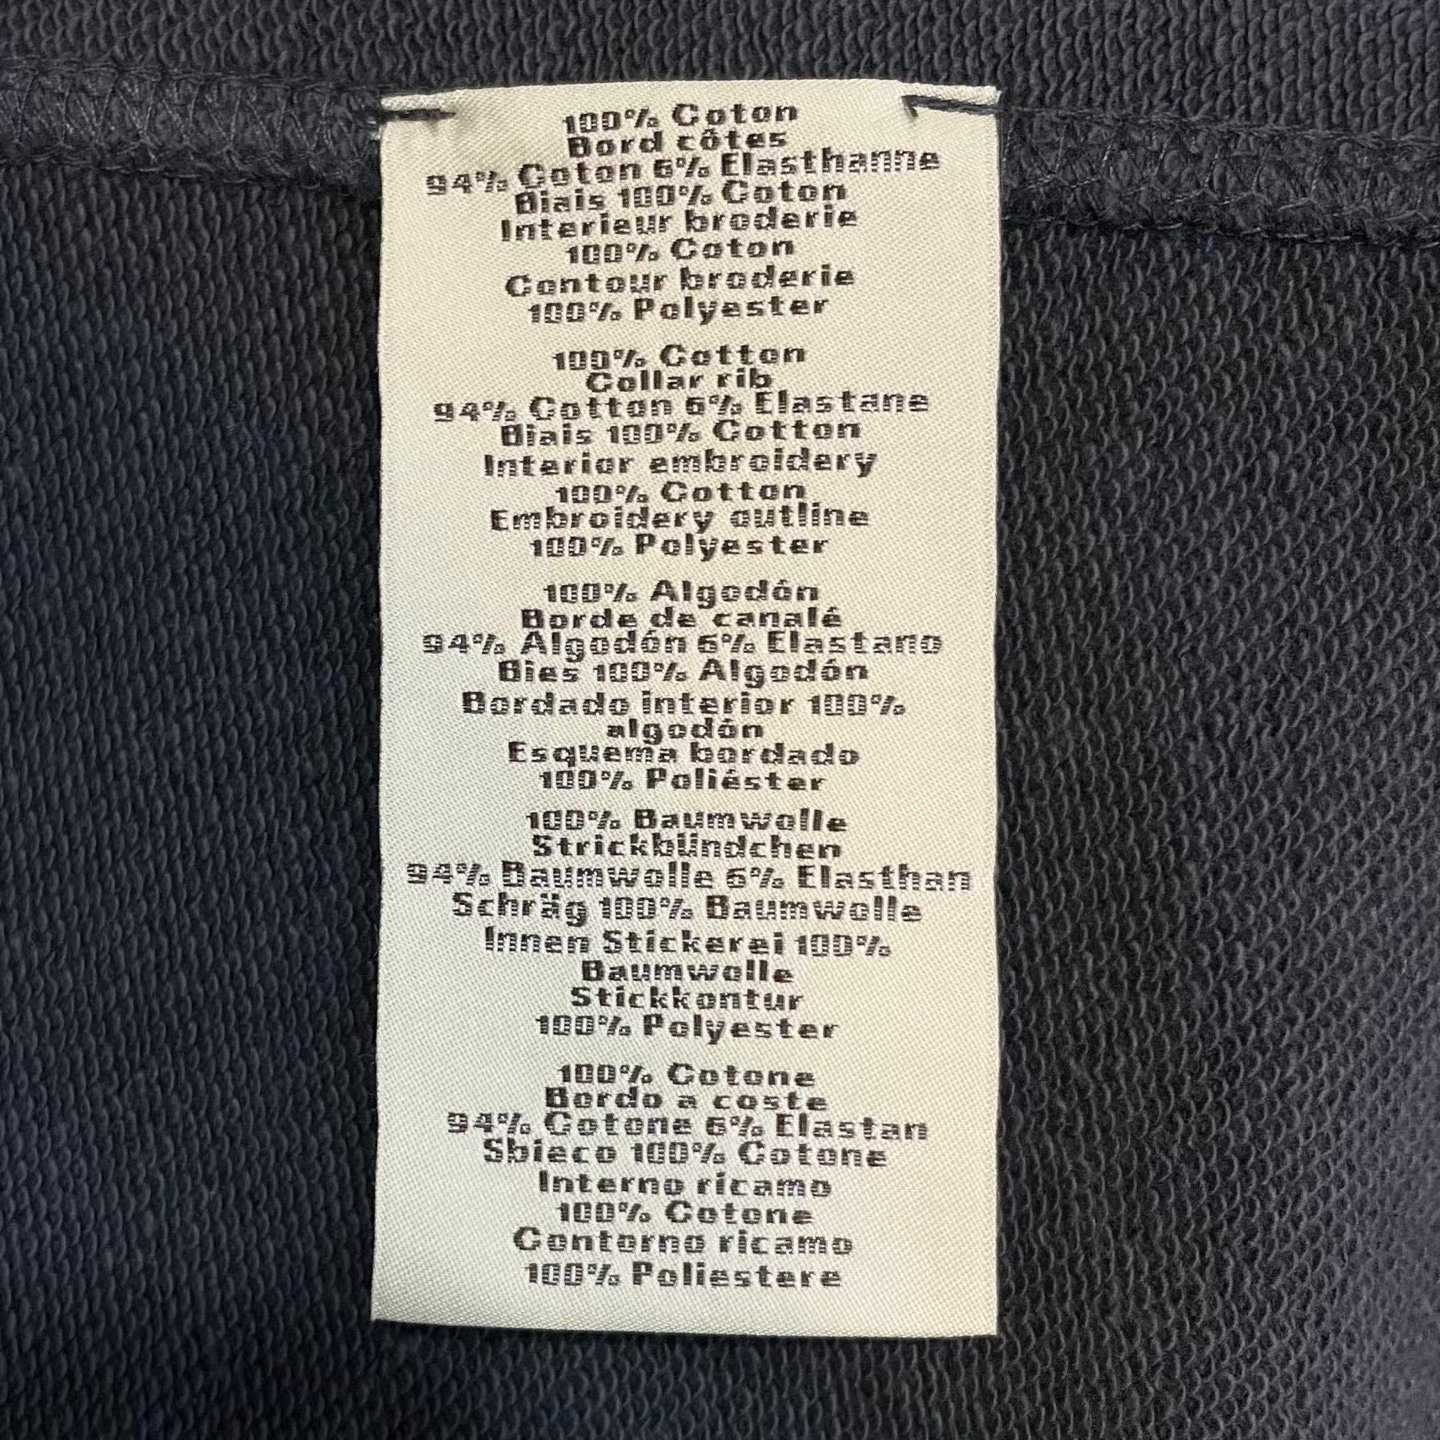 100% Coton
Bord côtes
94% Coton 6% Elasthanne
Biais 100% Coton
Interieur broderie
100% Coton
Contour broderie
100% Polyester
100% Cotton
Collar rib
94% Cotton 6% Elastane
Biais 100% Cotton
Interior embroidery
100% Cotton
Embroidery outline
100% Polyester
100% Algodón
Borde de canalé
94% Algodón 6% Elastano
Bies 100% Algodón
Bordado interior 100%
algodón
Esquema bordado
100% Poliéster
100% Baumwolle
Strickbündchen
94% Baumwolle 6% Elasthan
Schräg 100% Baumwolle
Innen Stickerei 100%
Baumwolle
Stickkontur
100% Polyester
100% Cotone
Bordo a coste
94% Cotone 6% Elastan
Sbieco 100% Cotone
Interno ricamo
100% Cotone
Contorno ricamo
100% Poliestere